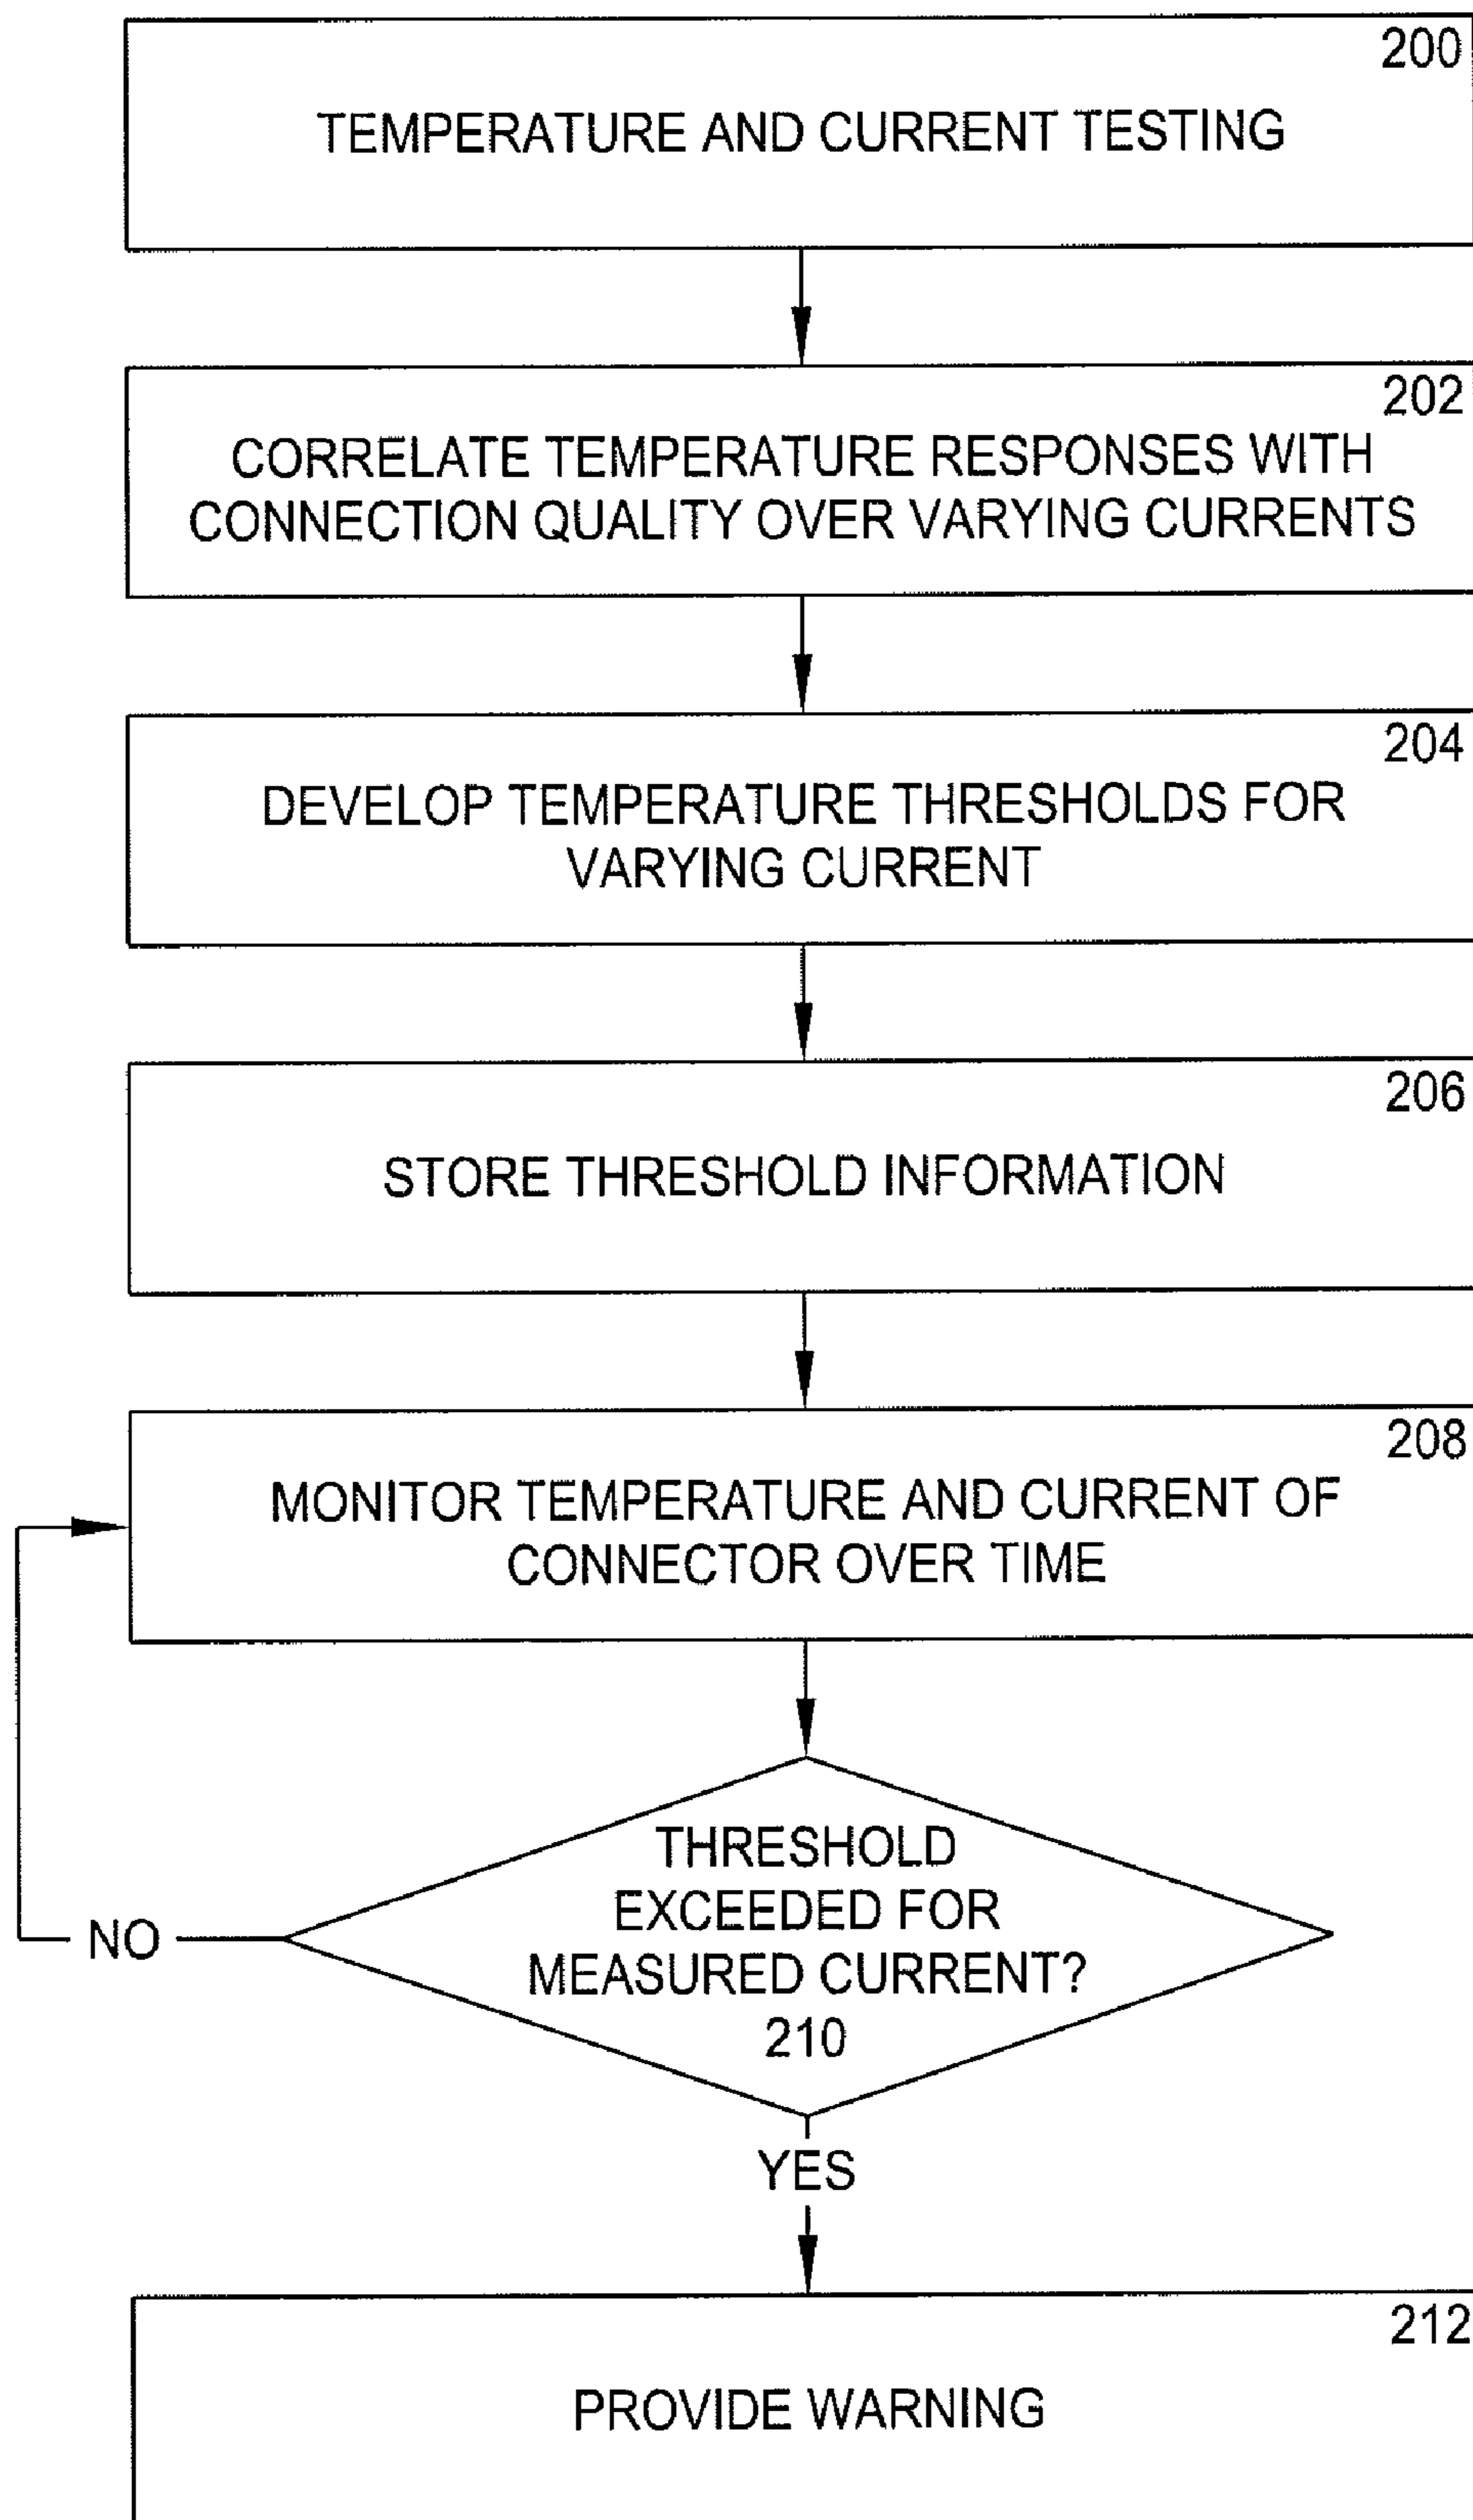 200
TEMPERATURE AND CURRENT TESTING
202
CORRELATE TEMPERATURE RESPONSES WITH
CONNECTION QUALITY OVER VARYING CURRENTS
204
DEVELOP TEMPERATURE THRESHOLDS FOR
VARYING CURRENT
206
STORE THRESHOLD INFORMATION
208
MONITOR TEMPERATURE AND CURRENT OF
CONNECTOR OVER TIME
THRESHOLD
EXCEEDED FOR
MEASURED CURRENT?
210
NO
YES
212
PROVIDE WARNING